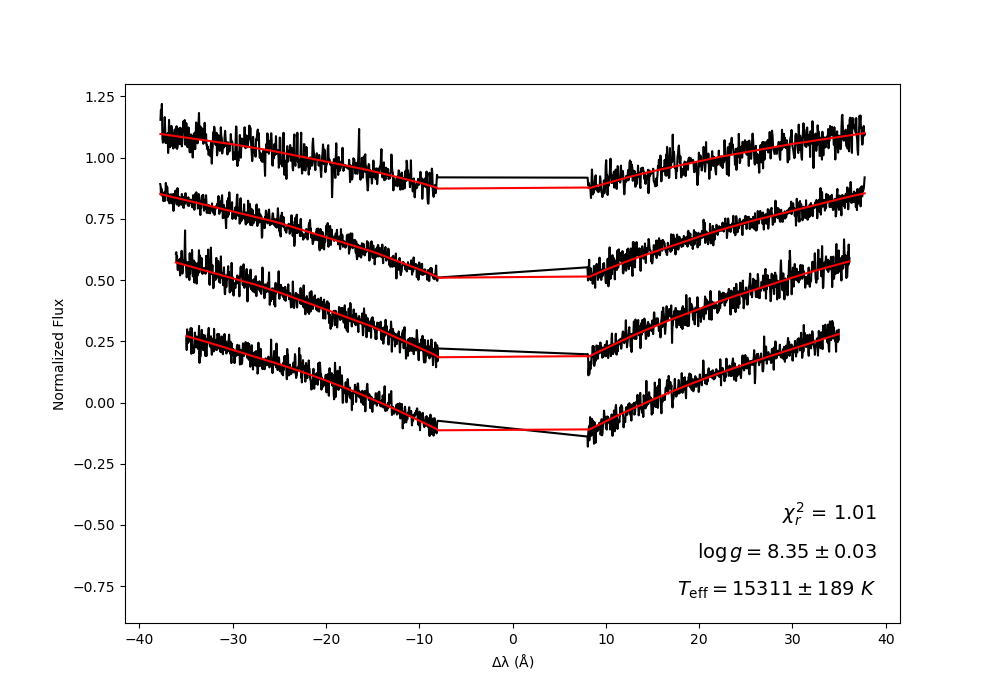 1.25
1.00
0.75
0.50
0.25
0.00
−0.25
−0.50
−0.75
Normalized Flux
χ²ᵣ = 1.01
log g = 8.35 ± 0.03
T_eff = 15311 ± 189 K
−40 −30 −20 −10 0 10 20 30 40
Δλ (Å)